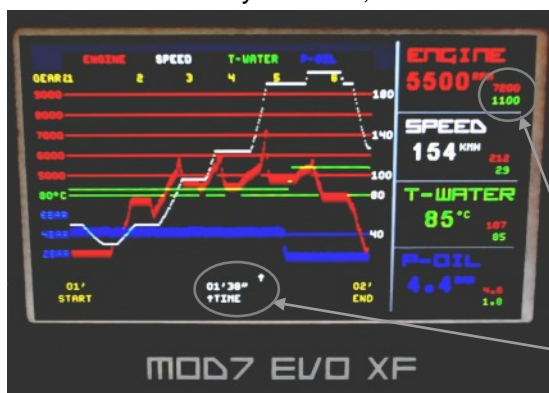 ENGINE SPEED T-WATER P-OIL
GEAR:1 2 3 4 5 6
9000
8000
7000
6000
5000
80°C
6BAR
4BAR
2BAR
180
140
100
80
40
01'
START
01'38"
↑TIME
02'
END
ENGINE
5500
7200
1100
SPEED
154 KMH
212
29
T-WATER
85°C
107
85
P-OIL
4.4
4.6
1.8
MOD7 EVO XF